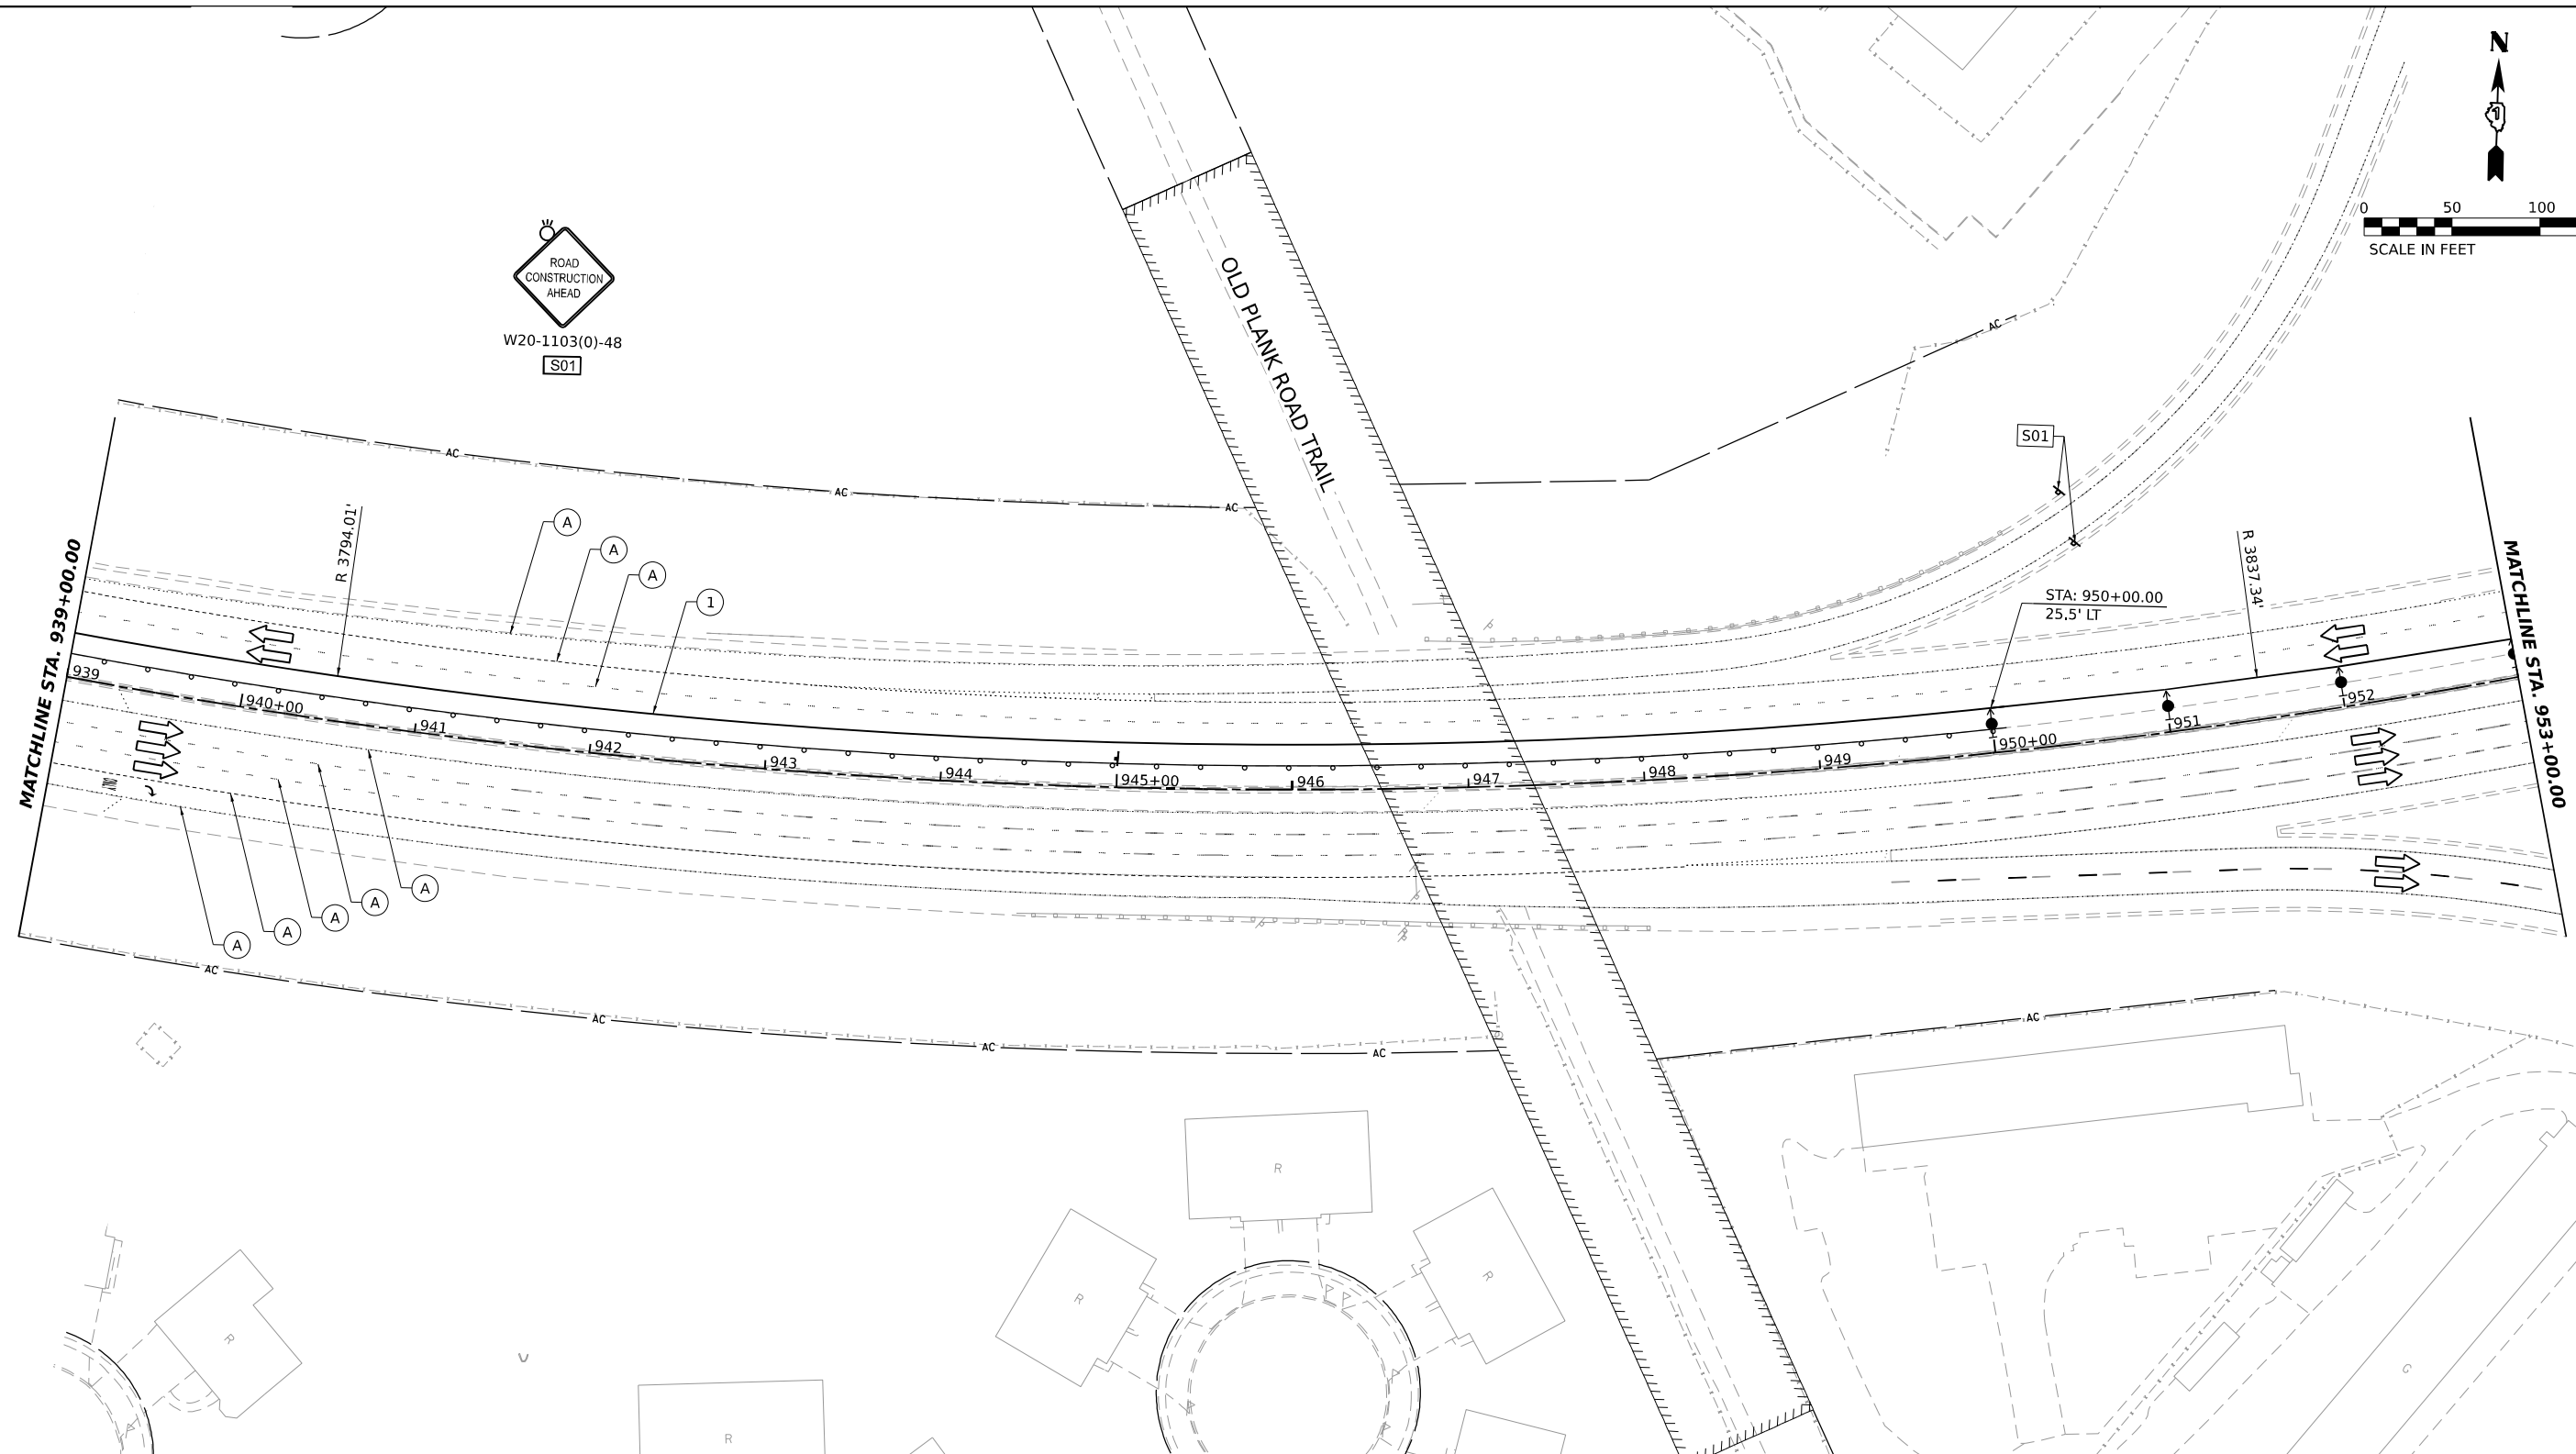 N
0 50 100
SCALE IN FEET
ROAD
CONSTRUCTION
AHEAD
W20-1103(0)-48
S01
OLD PLANK ROAD TRAIL
AC
AC
AC
AC
S01
MATCHLINE STA. 939+00.00
R 3794.01'
A
A
A
1
STA: 950+00.00
25.5' LT
R 3837.34'
MATCHLINE STA. 953+00.00
939
940+00
941
942
943
944
945+00
946
947
948
949
950+00
951
952
A
A
A
A
A
AC
AC
AC
AC
AC
R
R
R
R
R
G